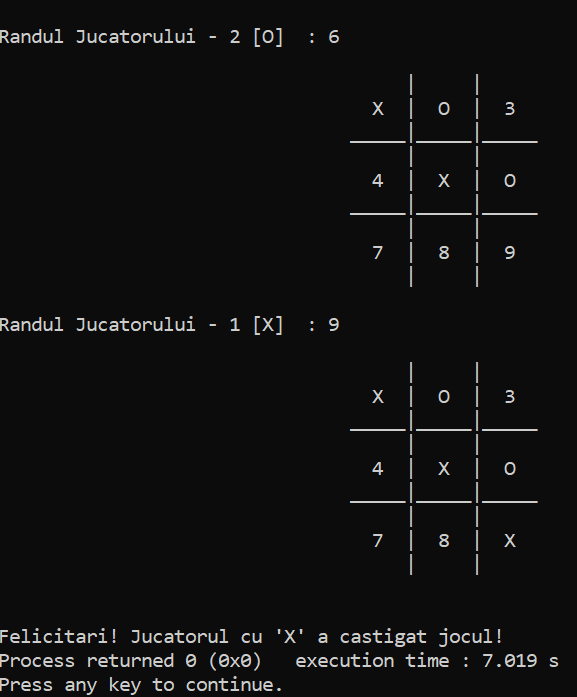 Randul Jucatorului - 2 [O]  : 6
X | O | 3
4 | X | O
7 | 8 | 9
Randul Jucatorului - 1 [X]  : 9
X | O | 3
4 | X | O
7 | 8 | X
Felicitari! Jucatorul cu 'X' a castigat jocul!
Process returned 0 (0x0)   execution time : 7.019 s
Press any key to continue.